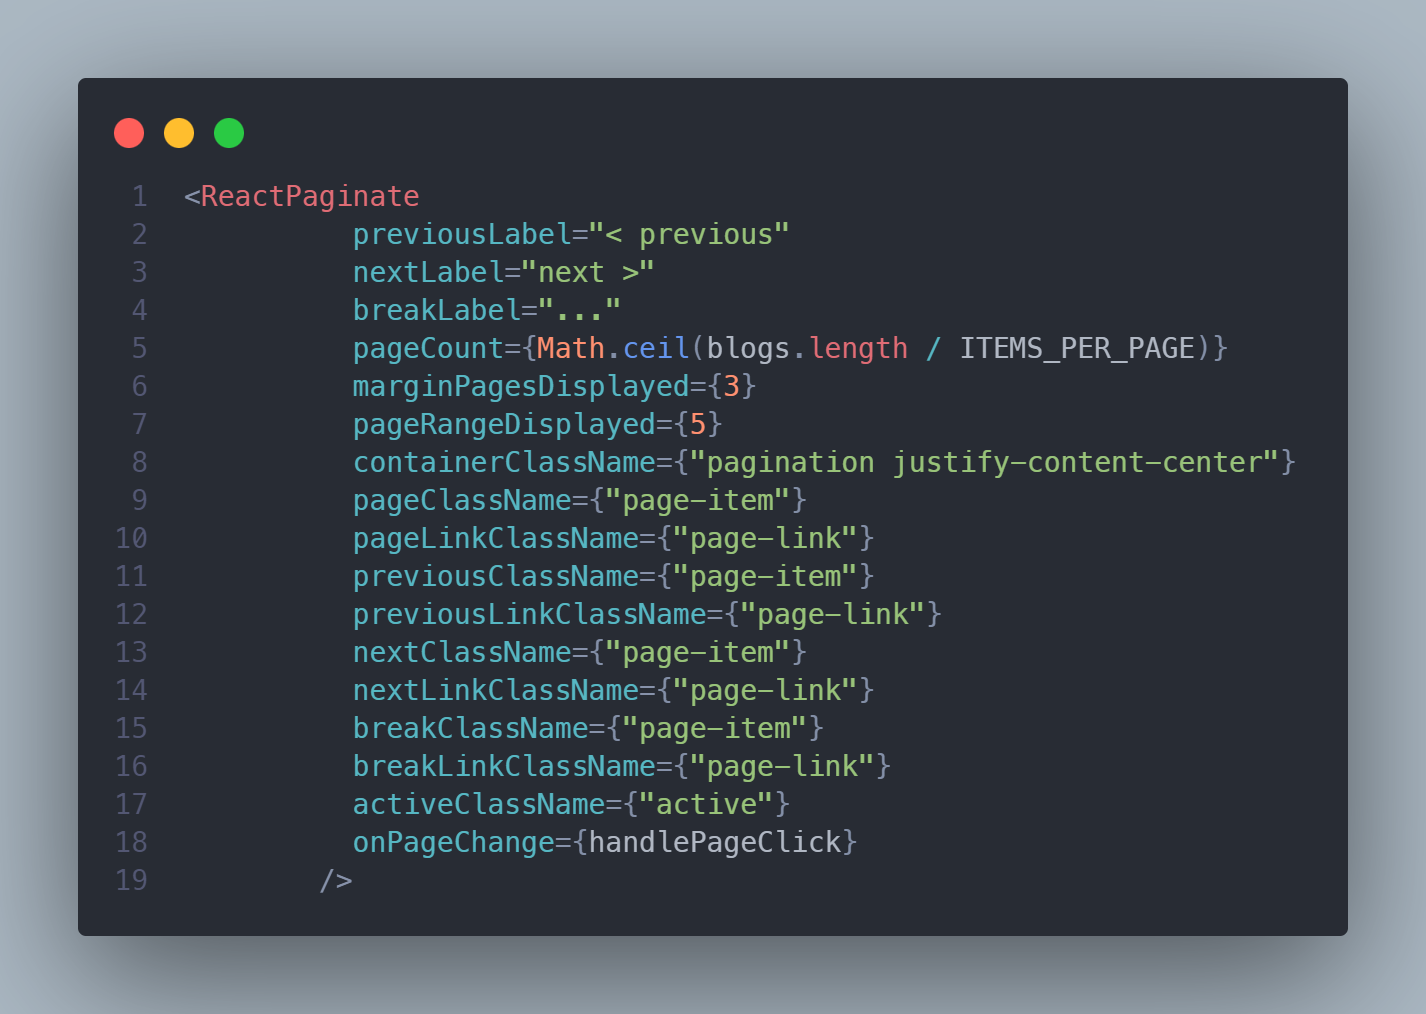 1 <ReactPaginate
2 previousLabel="< previous"
3 nextLabel="next >"
4 breakLabel="..."
5 pageCount={Math.ceil(blogs.length / ITEMS_PER_PAGE)}
6 marginPagesDisplayed={3}
7 pageRangeDisplayed={5}
8 containerClassName={"pagination justify-content-center"}
9 pageClassName={"page-item"}
10 pageLinkClassName={"page-link"}
11 previousClassName={"page-item"}
12 previousLinkClassName={"page-link"}
13 nextClassName={"page-item"}
14 nextLinkClassName={"page-link"}
15 breakClassName={"page-item"}
16 breakLinkClassName={"page-link"}
17 activeClassName={"active"}
18 onPageChange={handlePageClick}
19 />